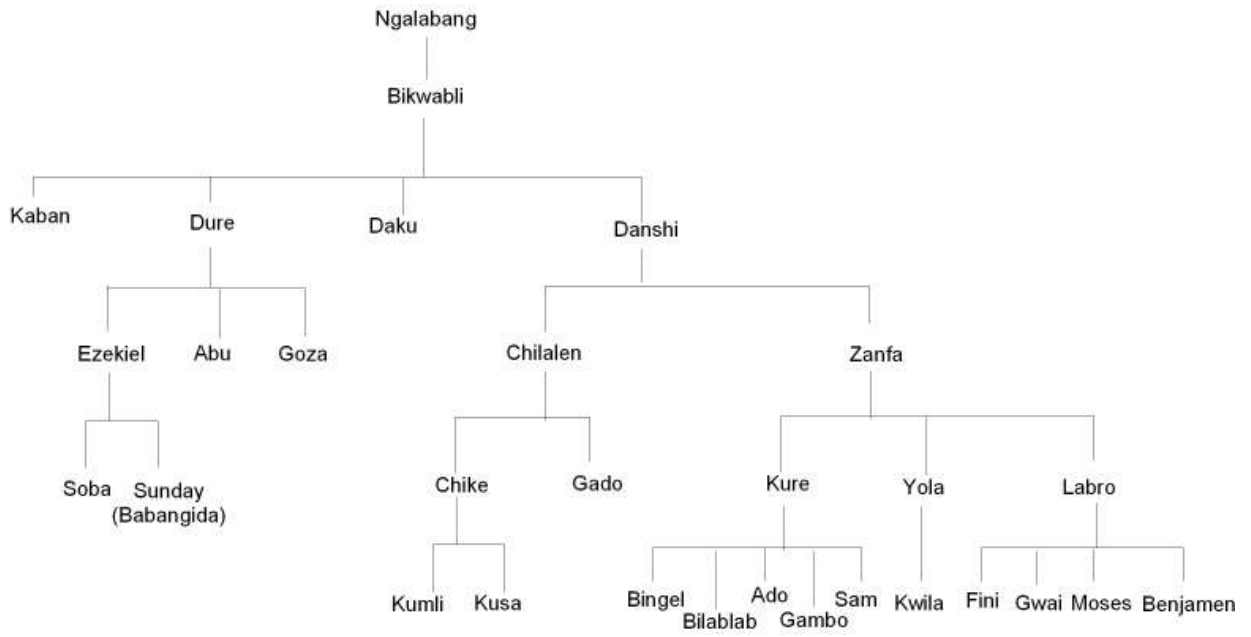 Ngalabang
Bikwabli
Kaban Dure Daku Danshi
Ezekiel Abu Goza Chilalen Zanfa
Soba Sunday Chike Gado Kure Yola Labro
(Babangida)
Kumli Kusa Bingel Bilablab Ado Gambo Sam Kwila Fini Gwai Moses Benjamen